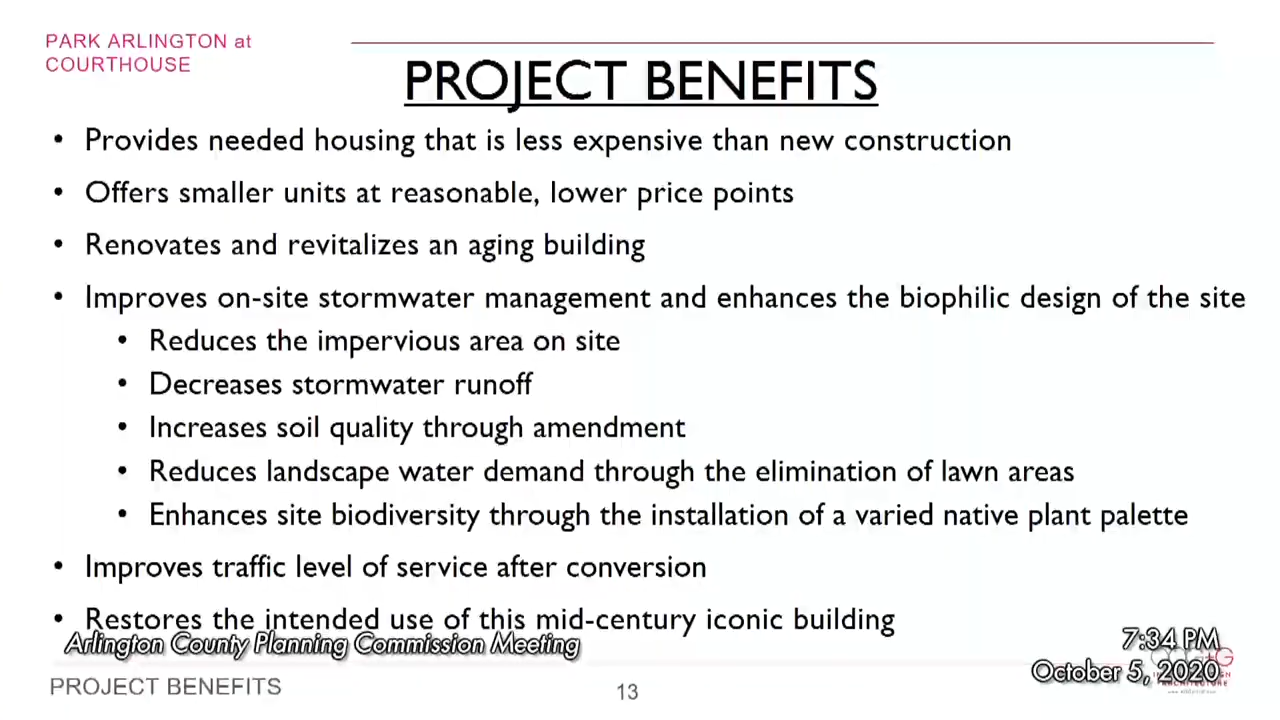 PARK ARLINGTON at
COURTHOUSE
PROJECT BENEFITS
• Provides needed housing that is less expensive than new construction
• Offers smaller units at reasonable, lower price points
• Renovates and revitalizes an aging building
• Improves on-site stormwater management and enhances the biophilic design of the site
• Reduces the impervious area on site
• Decreases stormwater runoff
• Increases soil quality through amendment
• Reduces landscape water demand through the elimination of lawn areas
• Enhances site biodiversity through the installation of a varied native plant palette
• Improves traffic level of service after conversion
• Restores the intended use of this mid-century iconic building
Arlington County Planning Commission Meeting
7:34 PM
October 5, 2020
PROJECT BENEFITS
13